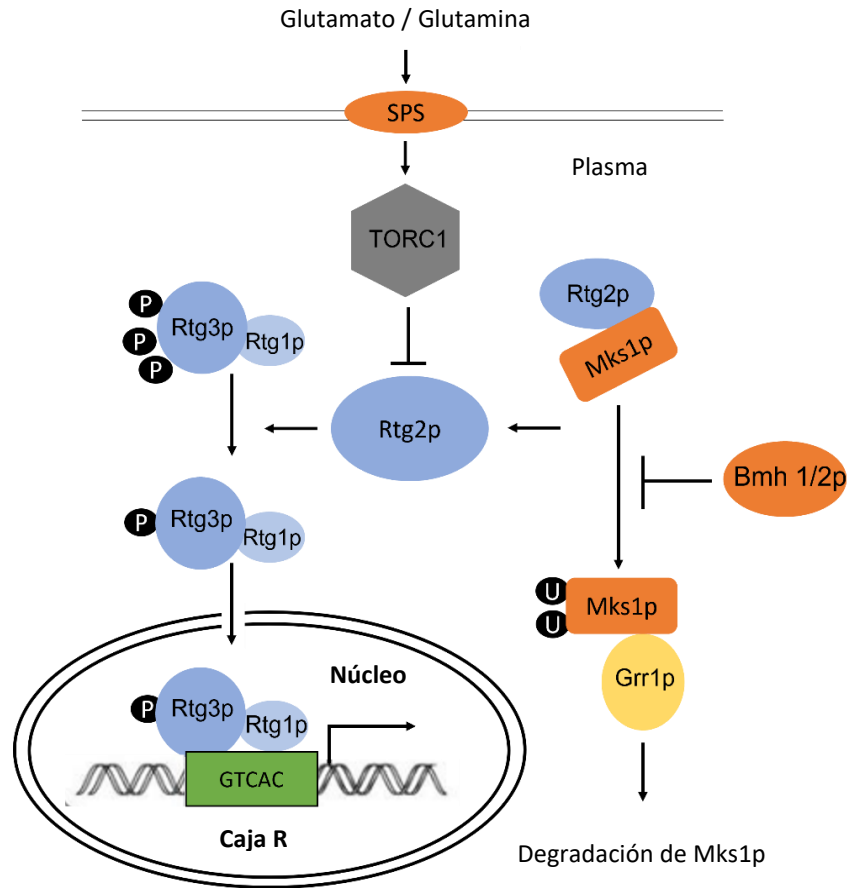 Glutamato / Glutamina
SPS
Plasma
TORC1
Rtg2p
Mks1p
P
P
P
Rtg3p
Rtg1p
Rtg2p
Bmh 1/2p
P
Rtg3p
Rtg1p
U
U
Mks1p
Grr1p
Núcleo
P
Rtg3p
Rtg1p
GTCAC
Caja R
Degradación de Mks1p